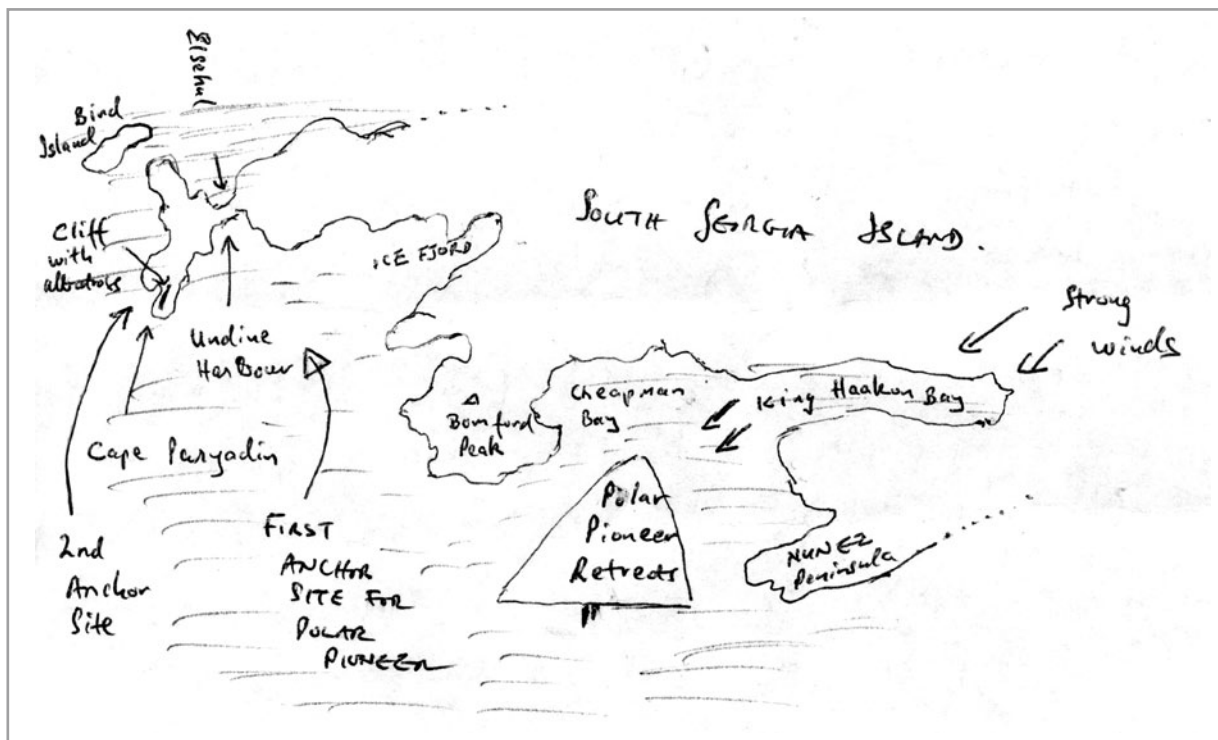 Elsehul
Bird
Island
Cliff
with
albatross
ICE FJORD
SOUTH GEORGIA ISLAND.
Undine
Harbour
Strong
winds
Cheapman
Bay
King Haakon Bay
Bomford
Peak
Cape Paryadin
Polar
Pioneer
Retreats
NUNEZ
Peninsula
2nd
Anchor
Site
FIRST
ANCHOR
SITE FOR
POLAR
PIONEER